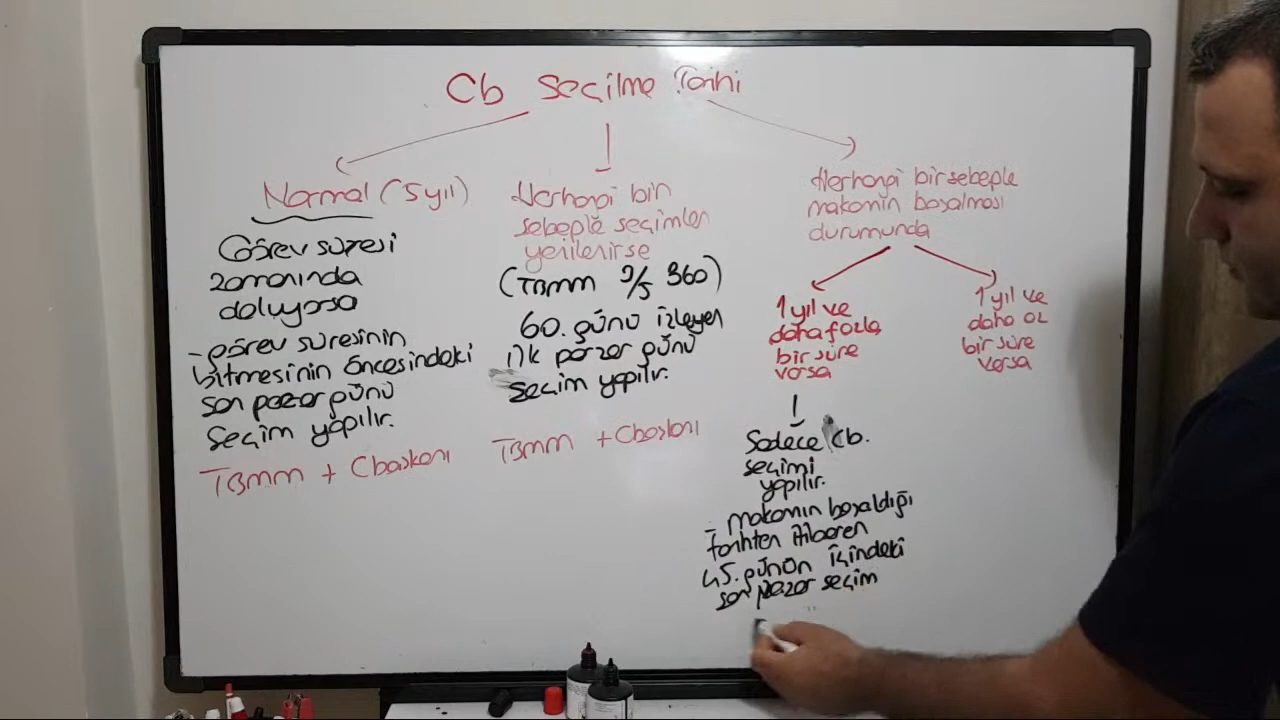 Cb Seçilme Tarihi
Normal (5 yıl)
Görev süresi
zamanında
doluyorsa
- görev süresinin
bitmesinin öncesindeki
son pazar günü
seçim yapılır.
TBMM + Cbaşkanı
Herhangi bir
sebeple seçimler
yenilenirse
(TBMM 3/5 360)
60. günü izleyen
ilk pazar günü
seçim yapılır.
TBMM + Cbaşkanı
Herhangi bir sebeple
makamın boşalması
durumunda
1 yıl ve
daha fazla
bir süre
varsa
Sadece Cb.
seçimi
yapılır.
- makamın boşaldığı
tarihten itibaren
45. günün içindeki
son pazar seçim
1 yıl ve
daha az
bir süre
varsa